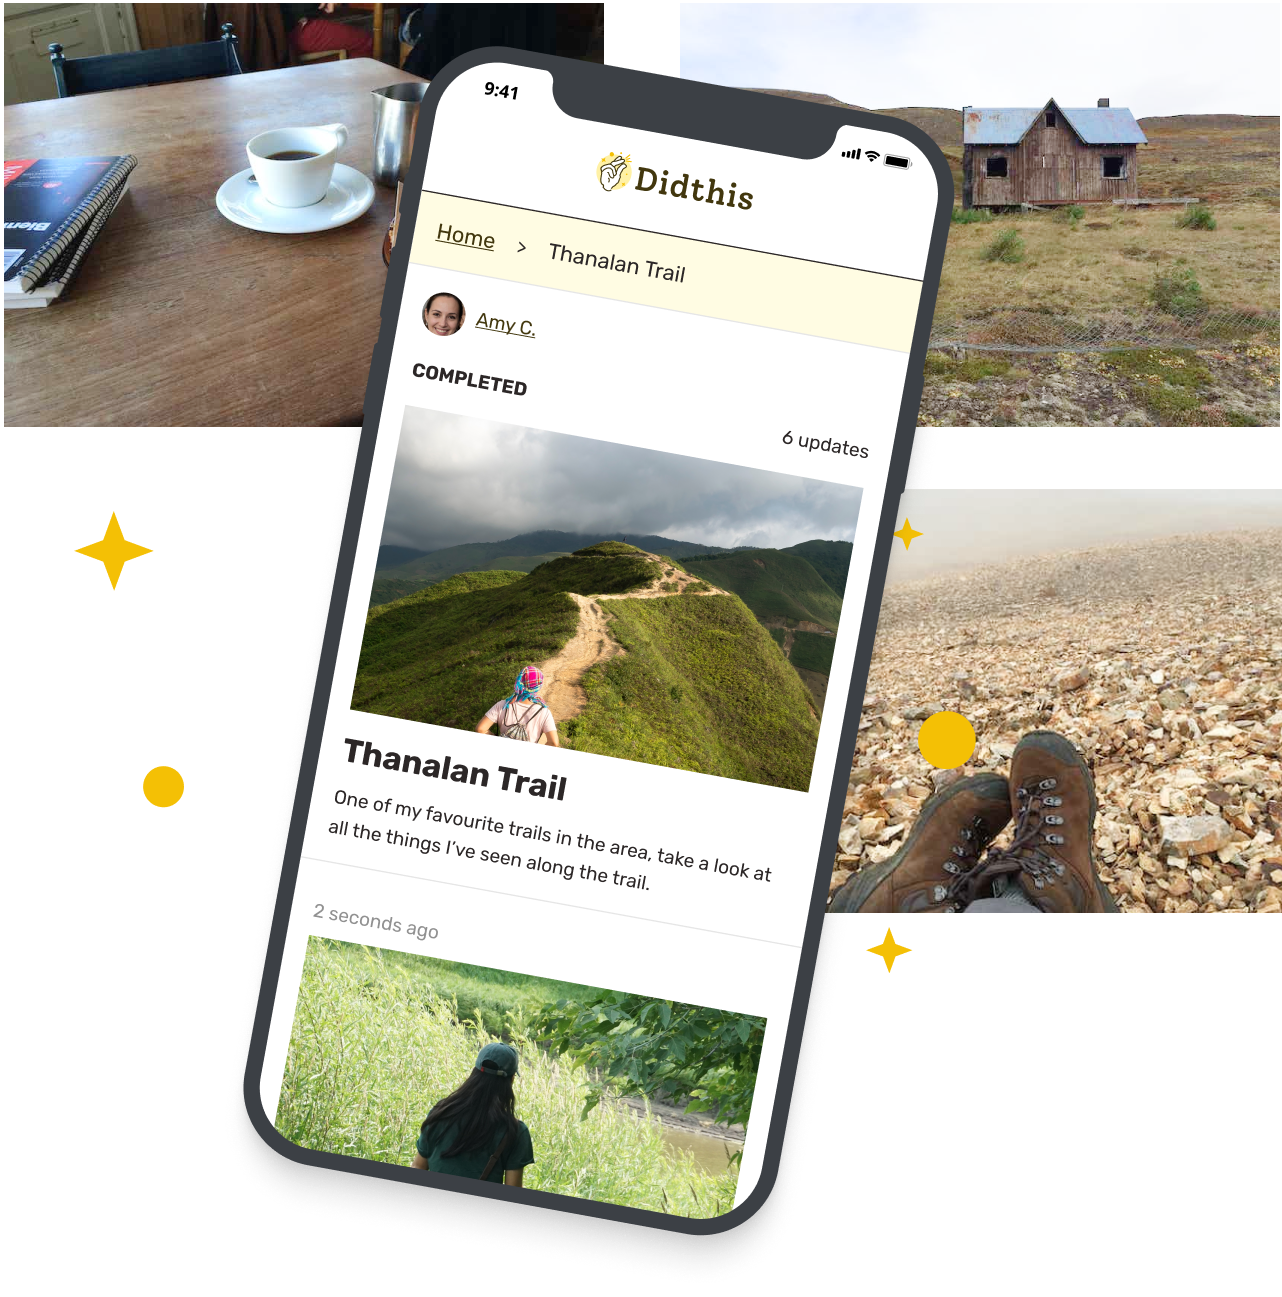 9:41
Didthis
Home > Thanalan Trail
Amy C.
COMPLETED
6 updates
Thanalan Trail
One of my favourite trails in the area, take a look at
all the things I've seen along the trail.
2 seconds ago